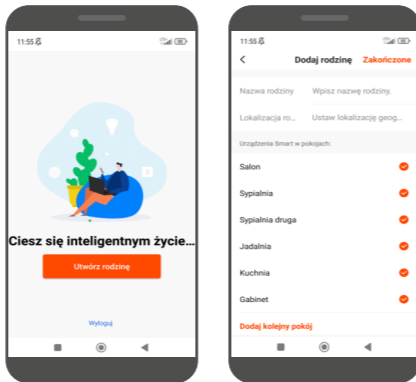 11:55
Ciesz się inteligentnym życie...
Utwórz rodzinę
Wyloguj
11:55
Dodaj rodzinę Zakończone
Nazwa rodziny Wpisz nazwę rodziny.
Lokalizacja ro... Ustaw lokalizację geog...
Urządzenia Smart w pokojach:
Salon
Sypialnia
Sypialnia druga
Jadalnia
Kuchnia
Gabinet
Dodaj kolejny pokój